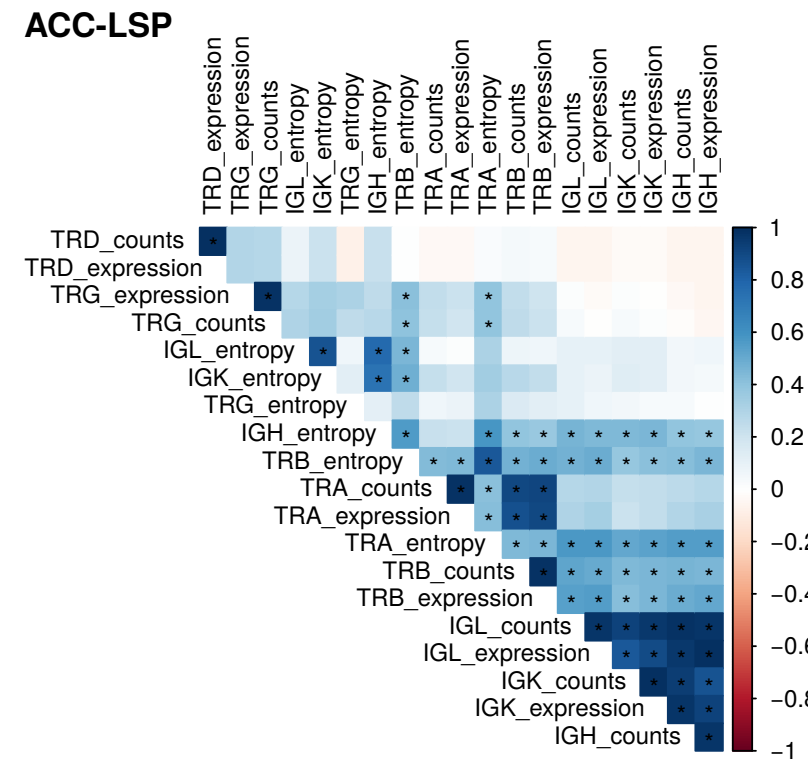 ACC-LSP
TRD_expression
TRG_expression
TRG_counts
IGL_entropy
IGK_entropy
TRG_entropy
IGH_entropy
TRB_entropy
TRA_counts
TRA_expression
TRA_entropy
TRB_counts
TRB_expression
IGL_counts
IGL_expression
IGK_counts
IGK_expression
IGH_counts
IGH_expression
TRD_counts *
TRD_expression
TRG_expression * * *
TRG_counts * *
IGL_entropy * * *
IGK_entropy * *
TRG_entropy
IGH_entropy * * * * * * * * * *
TRB_entropy * * * * * * * * * * *
TRA_counts * * * *
TRA_expression * * *
TRA_entropy * * * * * * * *
TRB_counts * * * * * * *
TRB_expression * * * * * *
IGL_counts * * * * *
IGL_expression * * * *
IGK_counts * * *
IGK_expression * *
IGH_counts *
1
0.8
0.6
0.4
0.2
0
−0.2
−0.4
−0.6
−0.8
−1